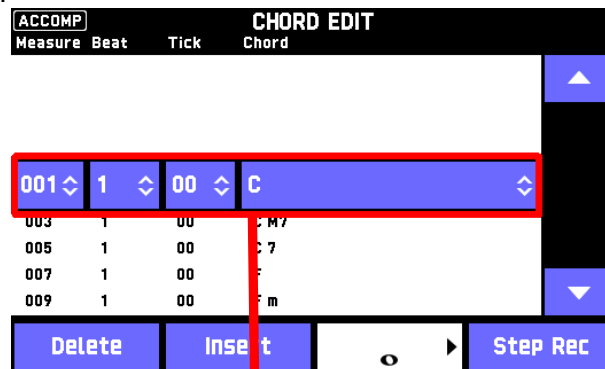 ACCOMP CHORD EDIT
Measure Beat Tick Chord
001 1 00 C
003 1 00 C M7
005 1 00 C 7
007 1 00 F
009 1 00 F m
Delete Insert Step Rec